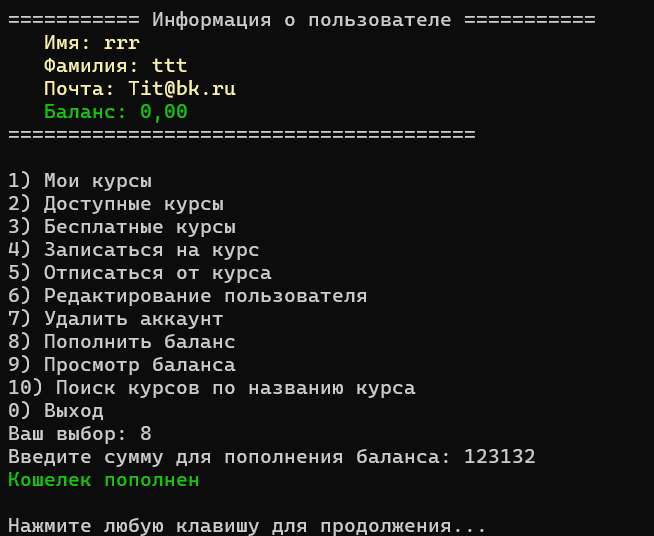 =========== Информация о пользователе ===========
Имя: rrr
Фамилия: ttt
Почта: Tit@bk.ru
Баланс: 0,00
=======================================
1) Мои курсы
2) Доступные курсы
3) Бесплатные курсы
4) Записаться на курс
5) Отписаться от курса
6) Редактирование пользователя
7) Удалить аккаунт
8) Пополнить баланс
9) Просмотр баланса
10) Поиск курсов по названию курса
0) Выход
Ваш выбор: 8
Введите сумму для пополнения баланса: 123132
Кошелек пополнен
Нажмите любую клавишу для продолжения...